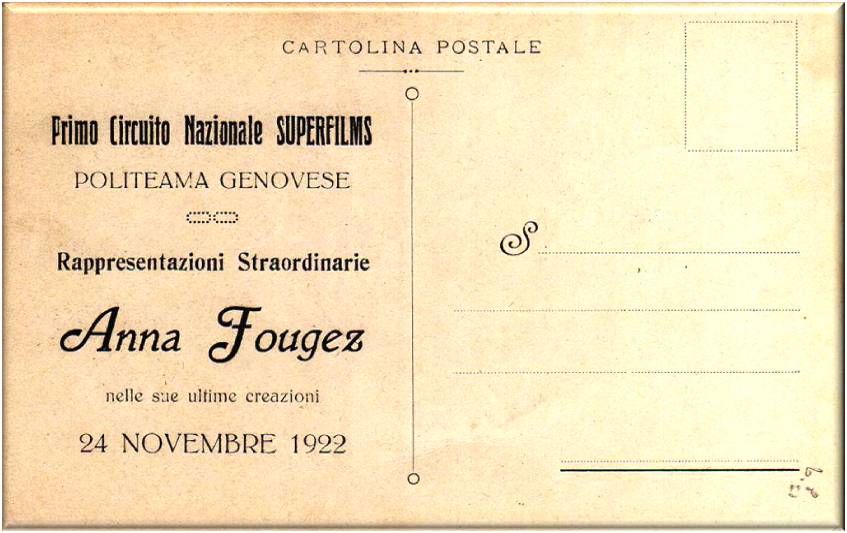 CARTOLINA POSTALE
Primo Circuito Nazionale SUPERFILMS
POLITEAMA GENOVESE
Rappresentazioni Straordinarie
Anna Fougez
nelle sue ultime creazioni
24 NOVEMBRE 1922
S